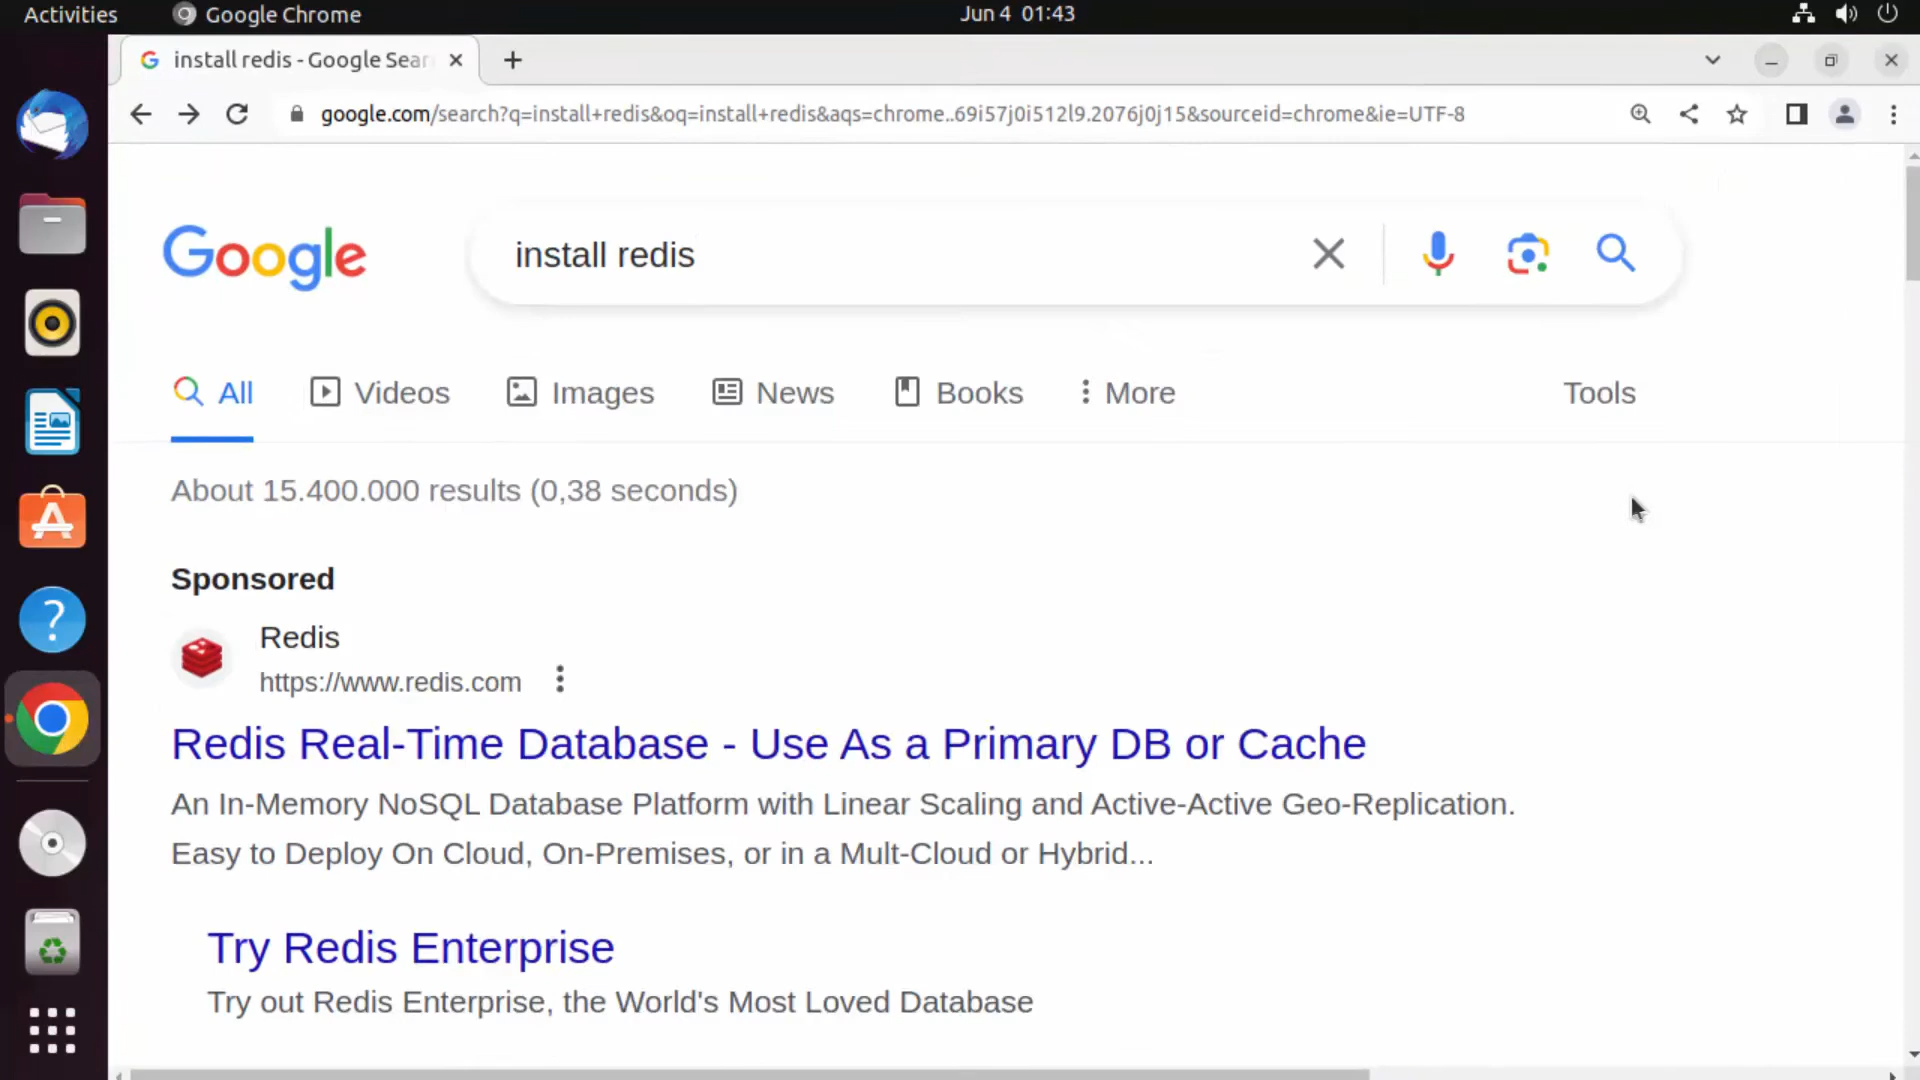 Activities
Google Chrome
Jun 4 01:43
install redis - Google Sear
google.com/search?q=install+redis&oq=install+redis&aqs=chrome..69i57j0i512l9.2076j0j15&sourceid=chrome&ie=UTF-8
Google
install redis
All
Videos
Images
News
Books
More
Tools
About 15.400.000 results (0,38 seconds)
Sponsored
Redis
https://www.redis.com
Redis Real-Time Database - Use As a Primary DB or Cache
An In-Memory NoSQL Database Platform with Linear Scaling and Active-Active Geo-Replication.
Easy to Deploy On Cloud, On-Premises, or in a Mult-Cloud or Hybrid...
Try Redis Enterprise
Try out Redis Enterprise, the World's Most Loved Database